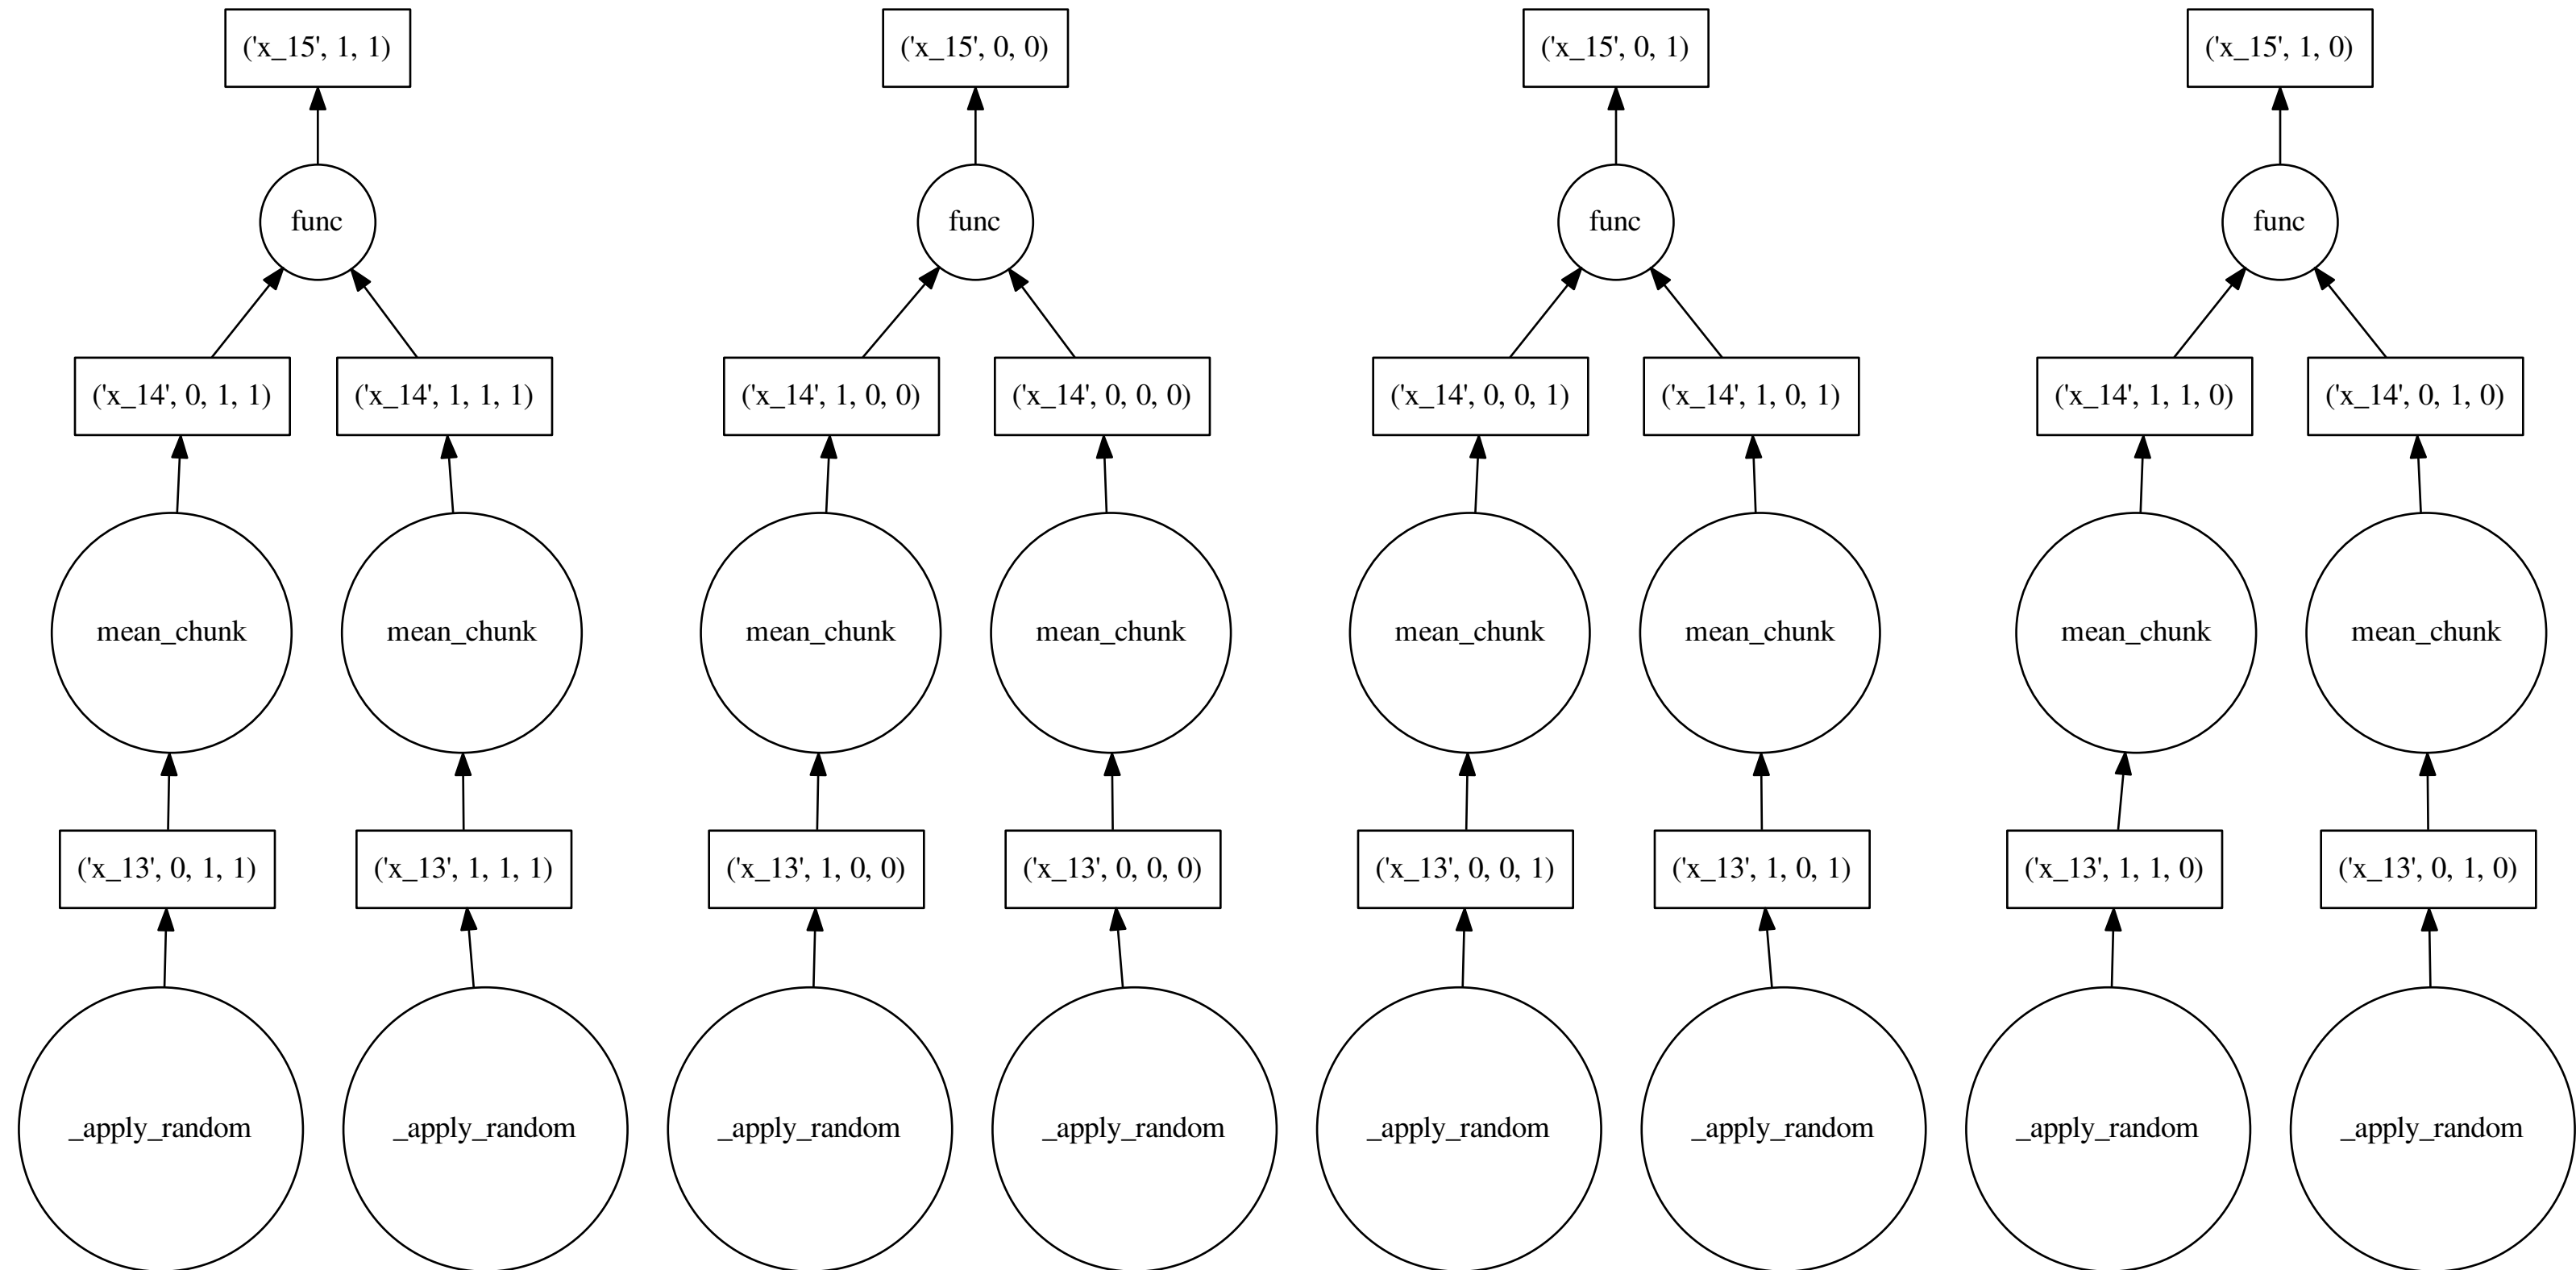 ('x_15', 1, 1)
('x_15', 0, 0)
('x_15', 0, 1)
('x_15', 1, 0)
func
func
func
func
('x_14', 0, 1, 1)
('x_14', 1, 1, 1)
('x_14', 1, 0, 0)
('x_14', 0, 0, 0)
('x_14', 0, 0, 1)
('x_14', 1, 0, 1)
('x_14', 1, 1, 0)
('x_14', 0, 1, 0)
mean_chunk
mean_chunk
mean_chunk
mean_chunk
mean_chunk
mean_chunk
mean_chunk
mean_chunk
('x_13', 0, 1, 1)
('x_13', 1, 1, 1)
('x_13', 1, 0, 0)
('x_13', 0, 0, 0)
('x_13', 0, 0, 1)
('x_13', 1, 0, 1)
('x_13', 1, 1, 0)
('x_13', 0, 1, 0)
_apply_random
_apply_random
_apply_random
_apply_random
_apply_random
_apply_random
_apply_random
_apply_random